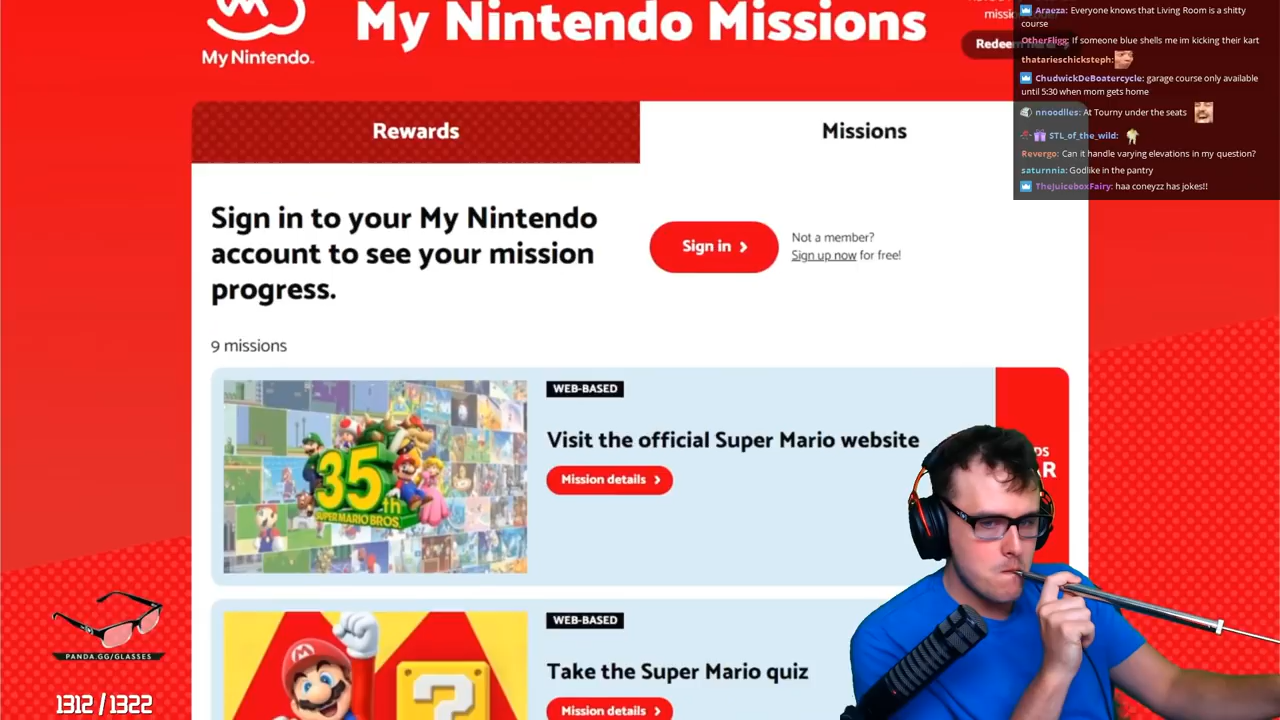 My Nintendo
My Nintendo Missions
Rewards
Missions
Sign in to your My Nintendo
account to see your mission
progress.
Sign in
Not a member?
Sign up now for free!
9 missions
WEB-BASED
Visit the official Super Mario website
Mission details
35th
SUPER MARIO BROS.
WEB-BASED
Take the Super Mario quiz
Mission details
Araeza: Everyone knows that Living Room is a shitty
course
OtherFligg: If someone blue shells me im kicking their kart
thatarieschicksteph:
ChudwickDeBoatercycle: garage course only available
until 5:30 when mom gets home
nnoodlles: At Tourny under the seats
STL_of_the_wild:
Revergo: Can it handle varying elevations in my question?
saturnnia: Godlike in the pantry
TheJuiceboxFairy: haa coneyzz has jokes!!
PANDA.GG/GLASSES
1312 / 1322